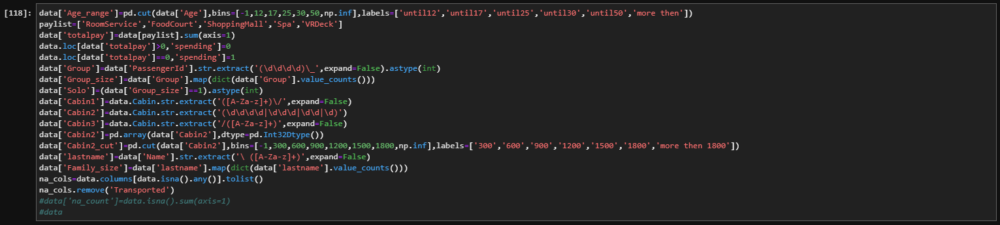 [118]: data['Age_range']=pd.cut(data['Age'],bins=[-1,12,17,25,30,50,np.inf],labels=['until12','until17','until25','until30','until50','more then'])
paylist=['RoomService','FoodCourt','ShoppingMall','Spa','VRDeck']
data['totalpay']=data[paylist].sum(axis=1)
data.loc[data['totalpay']>0,'spending']=0
data.loc[data['totalpay']==0,'spending']=1
data['Group']=data['PassengerId'].str.extract('(\d\d\d\d)\_',expand=False).astype(int)
data['Group_size']=data['Group'].map(dict(data['Group'].value_counts()))
data['Solo']=(data['Group_size']==1).astype(int)
data['Cabin1']=data.Cabin.str.extract('([A-Za-z]+)\/',expand=False)
data['Cabin2']=data.Cabin.str.extract('(\d\d\d\d|\d\d\d|\d\d|\d)')
data['Cabin3']=data.Cabin.str.extract('/([A-Za-z]+)',expand=False)
data['Cabin2']=pd.array(data['Cabin2'],dtype=pd.Int32Dtype())
data['Cabin2_cut']=pd.cut(data['Cabin2'],bins=[-1,300,600,900,1200,1500,1800,np.inf],labels=['300','600','900','1200','1500','1800','more then 1800'])
data['lastname']=data['Name'].str.extract('\ ([A-Za-z]+)',expand=False)
data['Family_size']=data['lastname'].map(dict(data['lastname'].value_counts()))
na_cols=data.columns[data.isna().any()].tolist()
na_cols.remove('Transported')
#data['na_count']=data.isna().sum(axis=1)
#data